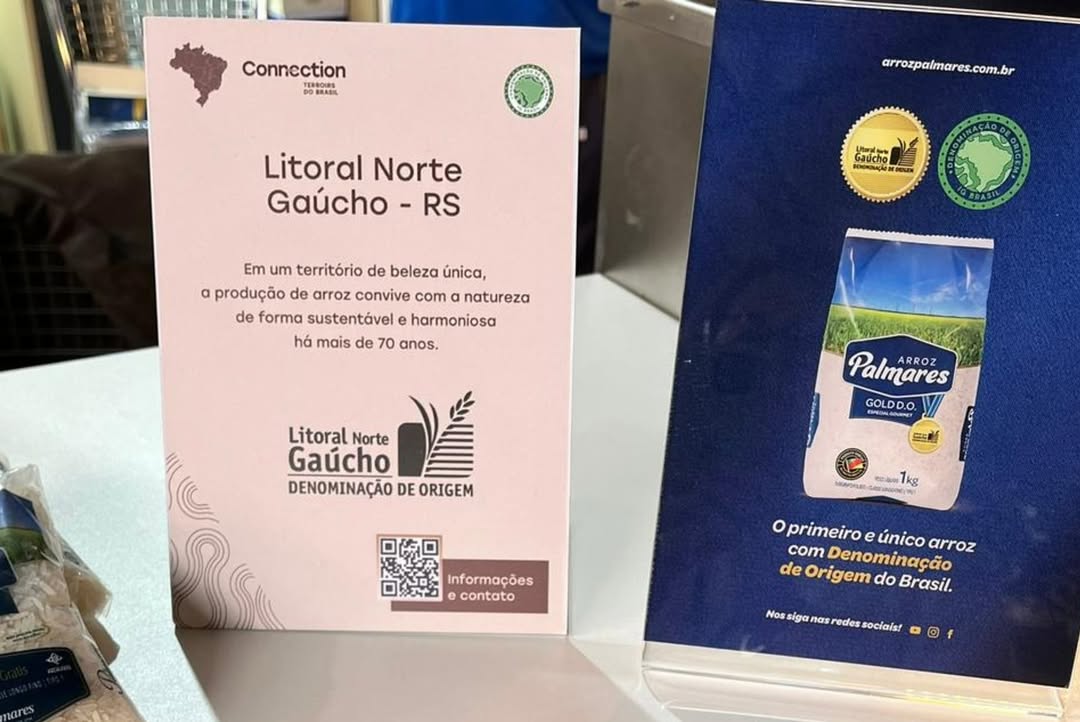 Connection
TERROIRS
DO BRASIL
Litoral Norte
Gaúcho - RS
Em um território de beleza única,
a produção de arroz convive com a natureza
de forma sustentável e harmoniosa
há mais de 70 anos.
Litoral Norte
Gaúcho
DENOMINAÇÃO DE ORIGEM
Informações
e contato
arrozpalmares.com.br
Litoral Norte
Gaúcho
DENOMINAÇÃO DE ORIGEM
DENOMINAÇÃO DE ORIGEM
IG BRASIL
ARROZ
Palmares
GOLD D.O.
ESPECIAL GOURMET
1kg
O primeiro e único arroz
com Denominação
de Origem do Brasil.
Nos siga nas redes sociais!
Gratis
mares